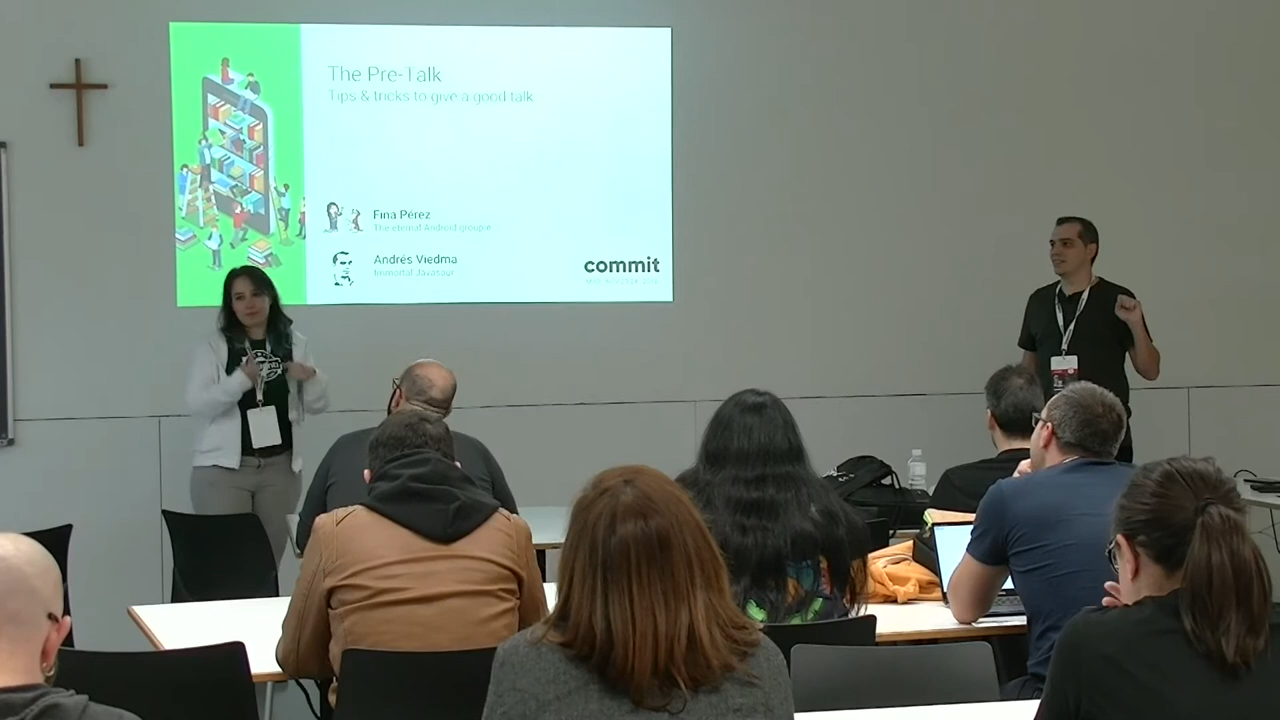 The Pre-Talk
Tips & tricks to give a good talk
Fina Pérez
The eternal Android groupie
Andrés Viedma
Immortal Javasaur
commit